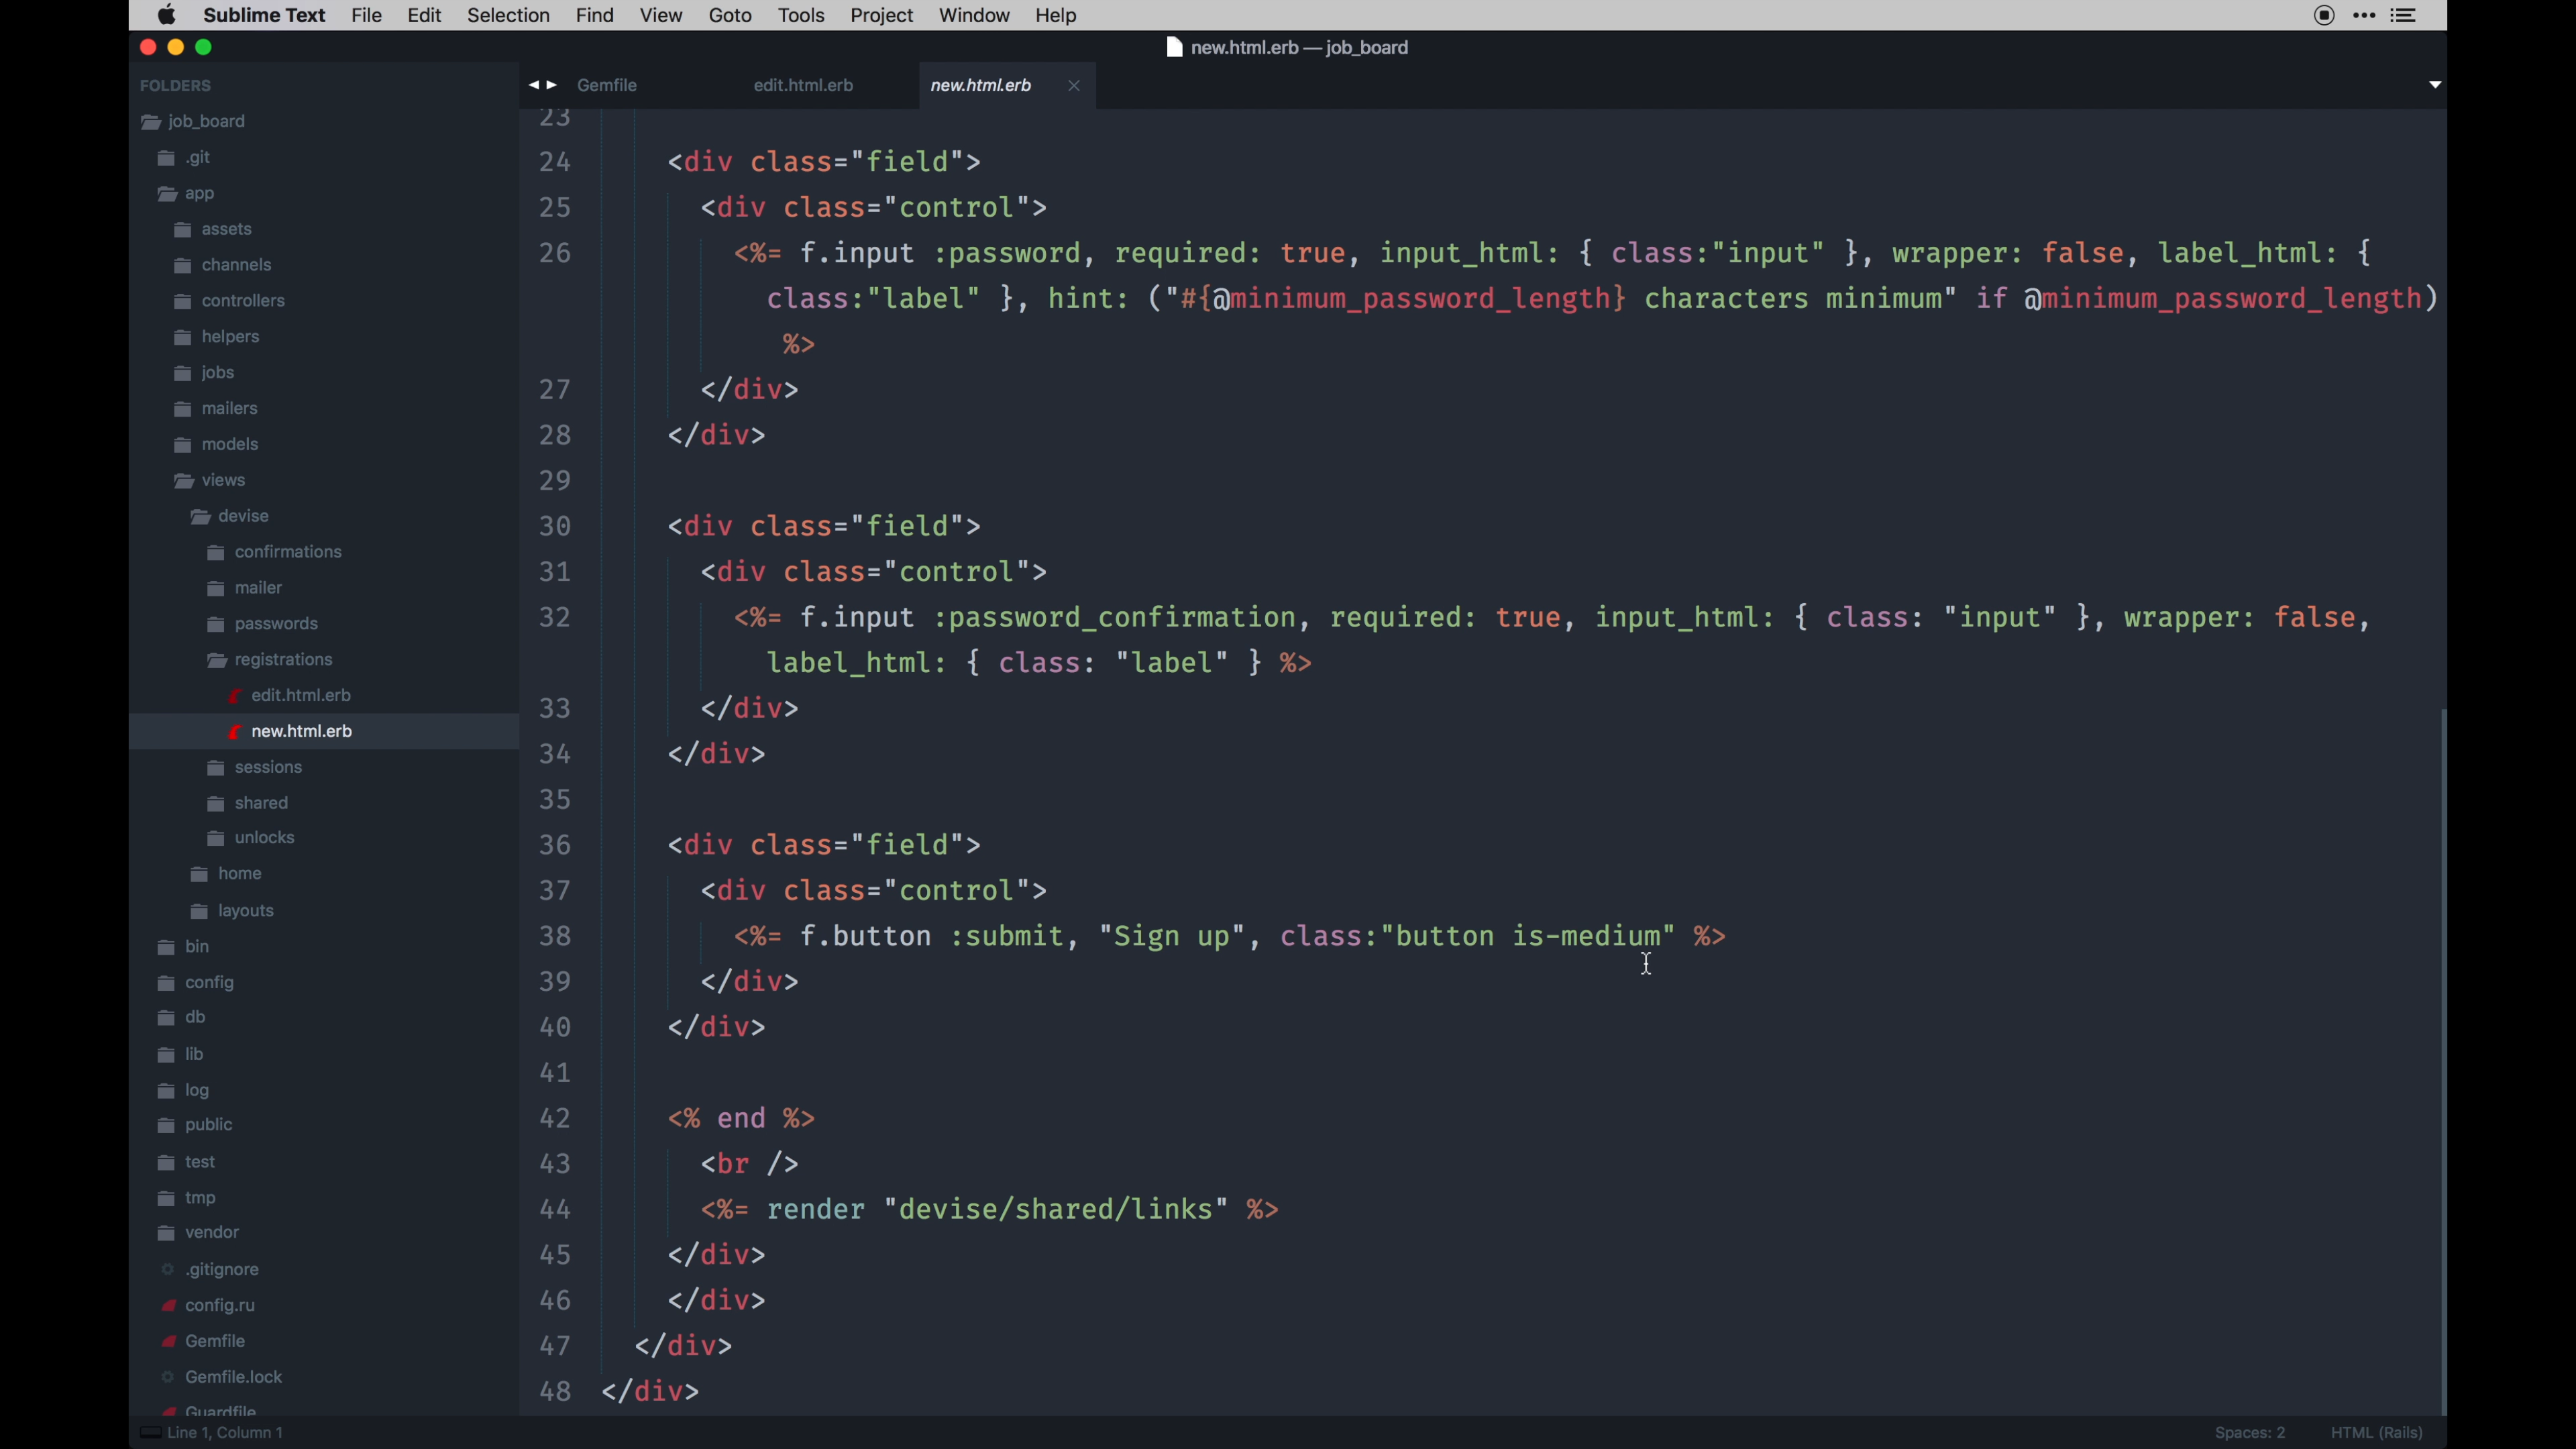 Sublime Text File Edit Selection Find View Goto Tools Project Window Help
new.html.erb — job_board
FOLDERS
job_board
.git
app
assets
channels
controllers
helpers
jobs
mailers
models
views
devise
confirmations
mailer
passwords
registrations
edit.html.erb
new.html.erb
sessions
shared
unlocks
home
layouts
bin
config
db
lib
log
public
test
tmp
vendor
.gitignore
config.ru
Gemfile
Gemfile.lock
Guardfile
Gemfile edit.html.erb new.html.erb
23
24 <div class="field">
25 <div class="control">
26 <%= f.input :password, required: true, input_html: { class:"input" }, wrapper: false, label_html: {
class:"label" }, hint: ("#{@minimum_password_length} characters minimum" if @minimum_password_length)
%>
27 </div>
28 </div>
29
30 <div class="field">
31 <div class="control">
32 <%= f.input :password_confirmation, required: true, input_html: { class: "input" }, wrapper: false,
label_html: { class: "label" } %>
33 </div>
34 </div>
35
36 <div class="field">
37 <div class="control">
38 <%= f.button :submit, "Sign up", class:"button is-medium" %>
39 </div>
40 </div>
41
42 <% end %>
43 <br />
44 <%= render "devise/shared/links" %>
45 </div>
46 </div>
47 </div>
48 </div>
Line 1, Column 1
Spaces: 2 HTML (Rails)